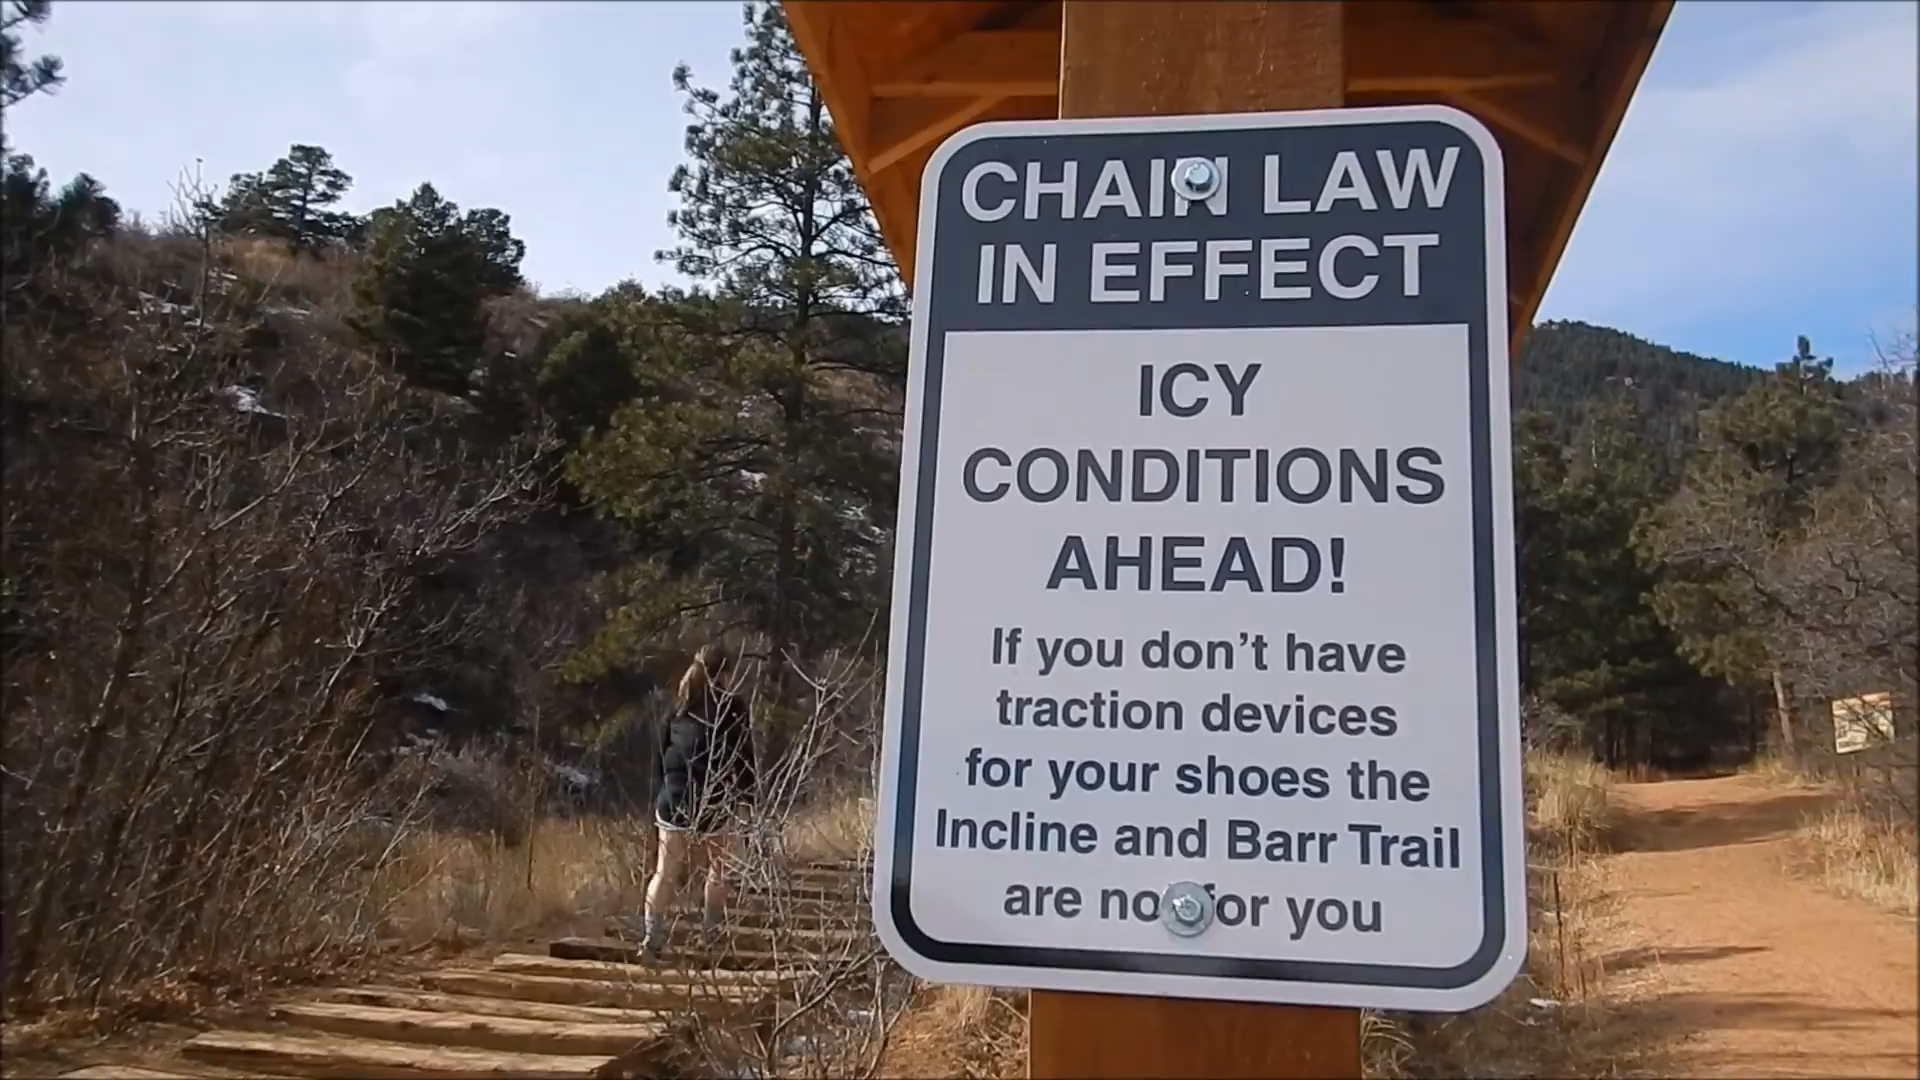 CHAIN LAW
IN EFFECT
ICY
CONDITIONS
AHEAD!
If you don't have
traction devices
for your shoes the
Incline and Barr Trail
are not for you